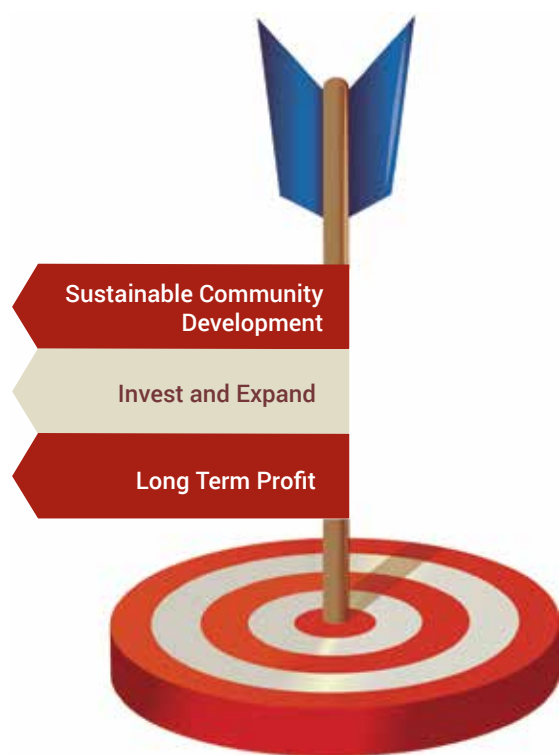 Sustainable Community
Development
Invest and Expand
Long Term Profit